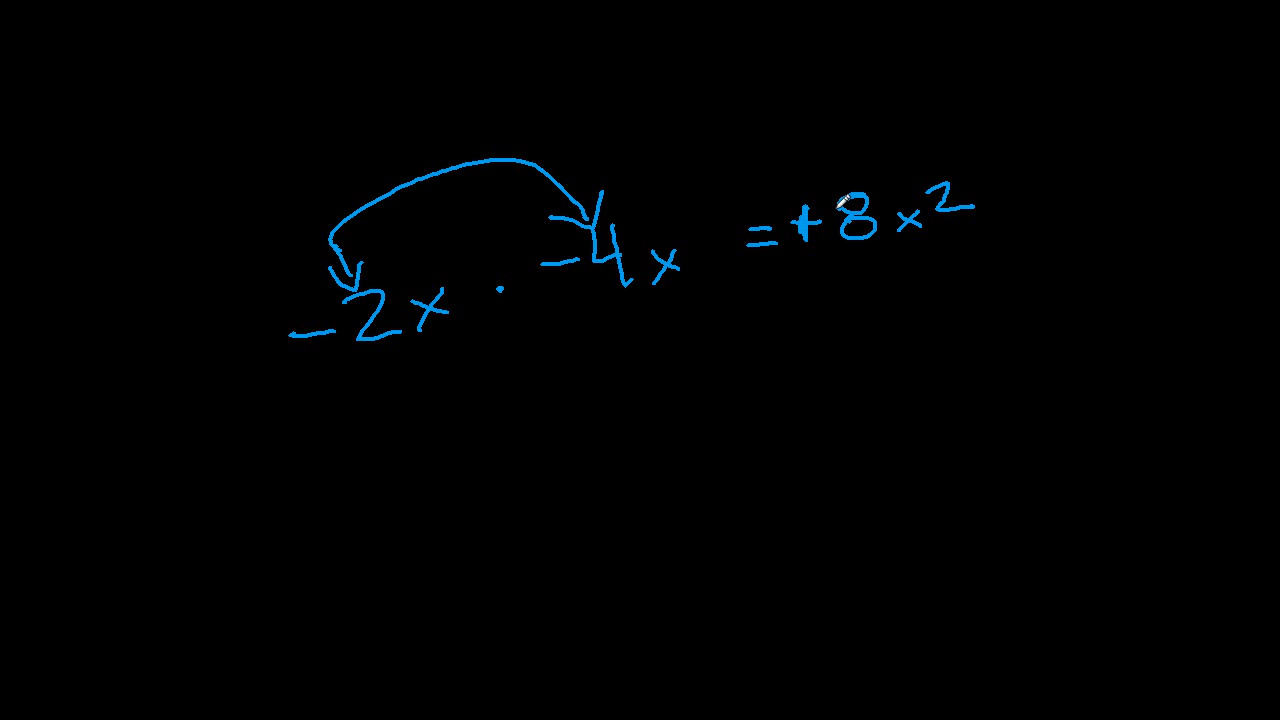 -2x · -4x = +8x²